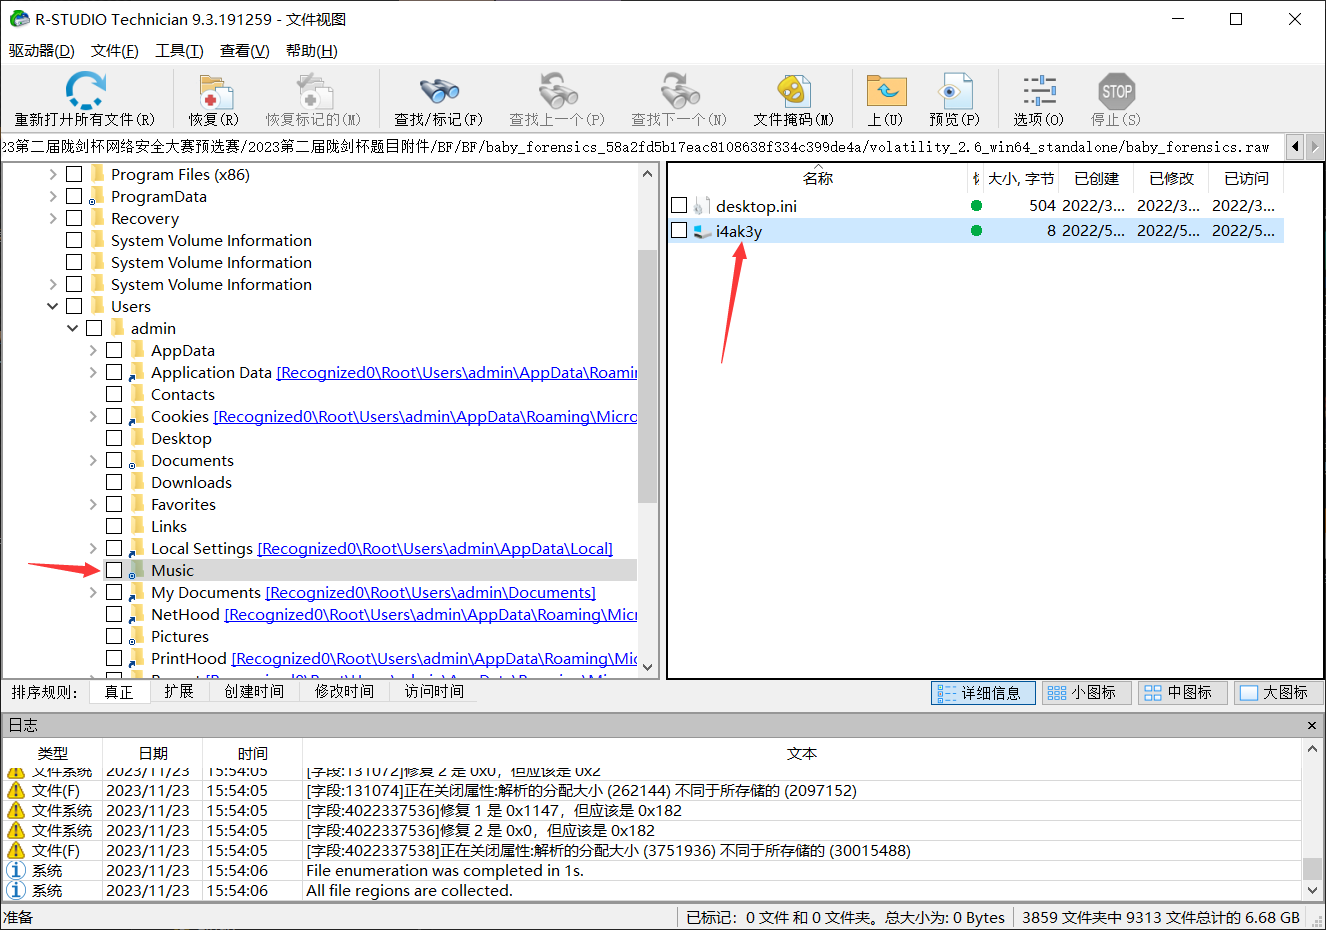 R-STUDIO Technician 9.3.191259 - 文件视图
驱动器(D) 文件(F) 工具(T) 查看(V) 帮助(H)
重新打开所有文件(R) 恢复(R) 恢复标记的(M) 查找/标记(F) 查找上一个(P) 查找下一个(N) 文件掩码(M) 上(U) 预览(P) 选项(O) STOP 停止(S)
23第二届陇剑杯网络安全大赛预选赛/2023第二届陇剑杯题目附件/BF/BF/baby_forensics_58a2fd5b17eac8108638f334c399de4a/volatility_2.6_win64_standalone/baby_forensics.raw
Program Files (x86)
ProgramData
Recovery
System Volume Information
System Volume Information
System Volume Information
Users
admin
AppData
Application Data [Recognized0\Root\Users\admin\AppData\Roamin
Contacts
Cookies [Recognized0\Root\Users\admin\AppData\Roaming\Micro
Desktop
Documents
Downloads
Favorites
Links
Local Settings [Recognized0\Root\Users\admin\AppData\Local]
Music
My Documents [Recognized0\Root\Users\admin\Documents]
NetHood [Recognized0\Root\Users\admin\AppData\Roaming\Micr
Pictures
PrintHood [Recognized0\Root\Users\admin\AppData\Roaming\Mic
名称 大小, 字节 已创建 已修改 已访问
desktop.ini 504 2022/3... 2022/3... 2022/3...
i4ak3y 8 2022/5... 2022/5... 2022/5...
排序规则: 真正 扩展 创建时间 修改时间 访问时间
详细信息 小图标 中图标 大图标
日志
类型 日期 时间 文本
文件系统 2023/11/23 15:54:05 [字段:131072]修复 2 是 0x0，但应该是 0x2
文件(F) 2023/11/23 15:54:05 [字段:131074]正在关闭属性:解析的分配大小 (262144) 不同于所存储的 (2097152)
文件系统 2023/11/23 15:54:05 [字段:4022337536]修复 1 是 0x1147，但应该是 0x182
文件系统 2023/11/23 15:54:05 [字段:4022337536]修复 2 是 0x0，但应该是 0x182
文件(F) 2023/11/23 15:54:05 [字段:4022337538]正在关闭属性:解析的分配大小 (3751936) 不同于所存储的 (30015488)
系统 2023/11/23 15:54:06 File enumeration was completed in 1s.
系统 2023/11/23 15:54:06 All file regions are collected.
准备 已标记：0 文件 和 0 文件夹。总大小为: 0 Bytes 3859 文件夹中 9313 文件总计的 6.68 GB